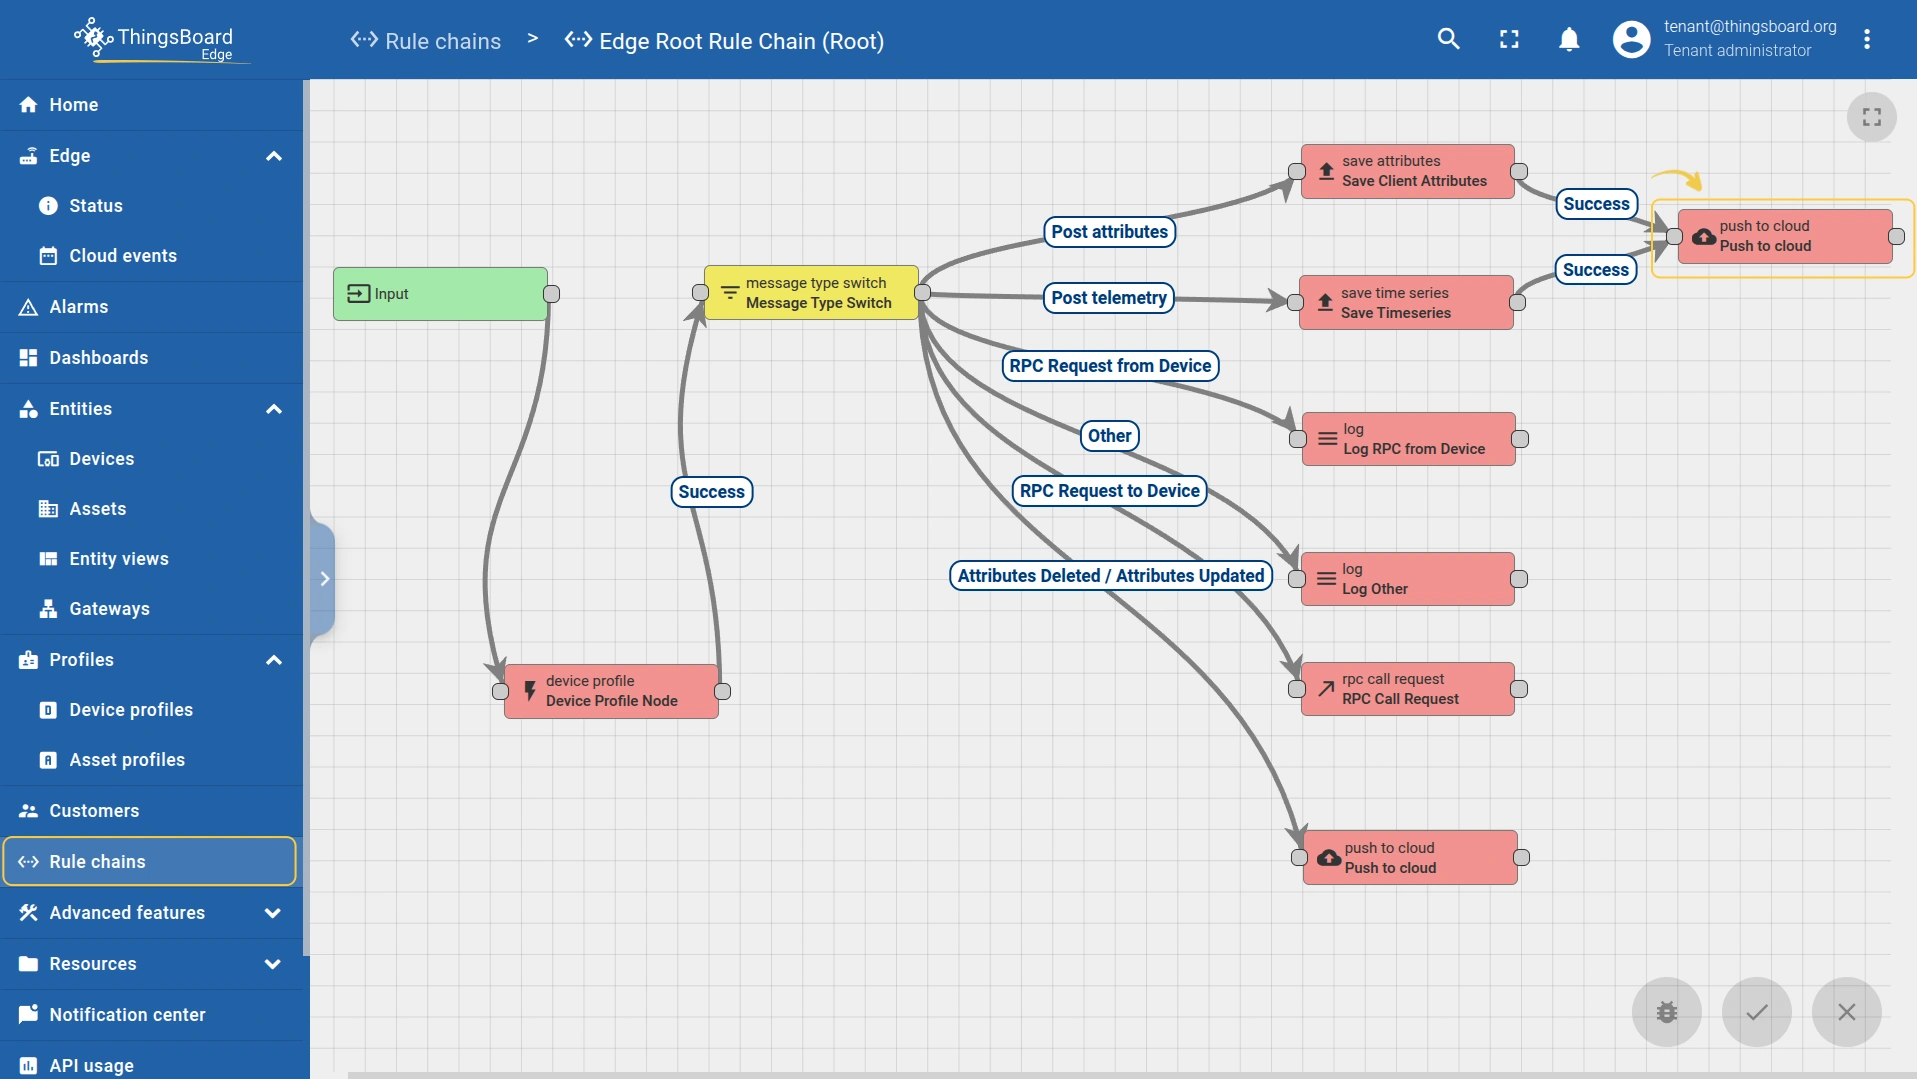 ThingsBoard
Edge
Rule chains > Edge Root Rule Chain (Root)
tenant@thingsboard.org
Tenant administrator
Home
Edge
Status
Cloud events
Alarms
Dashboards
Entities
Devices
Assets
Entity views
Gateways
Profiles
Device profiles
Asset profiles
Customers
Rule chains
Advanced features
Resources
Notification center
API usage
Input
device profile
Device Profile Node
Success
message type switch
Message Type Switch
Post attributes
Post telemetry
RPC Request from Device
Other
RPC Request to Device
Attributes Deleted / Attributes Updated
save attributes
Save Client Attributes
save time series
Save Timeseries
log
Log RPC from Device
log
Log Other
rpc call request
RPC Call Request
push to cloud
Push to cloud
Success
Success
push to cloud
Push to cloud